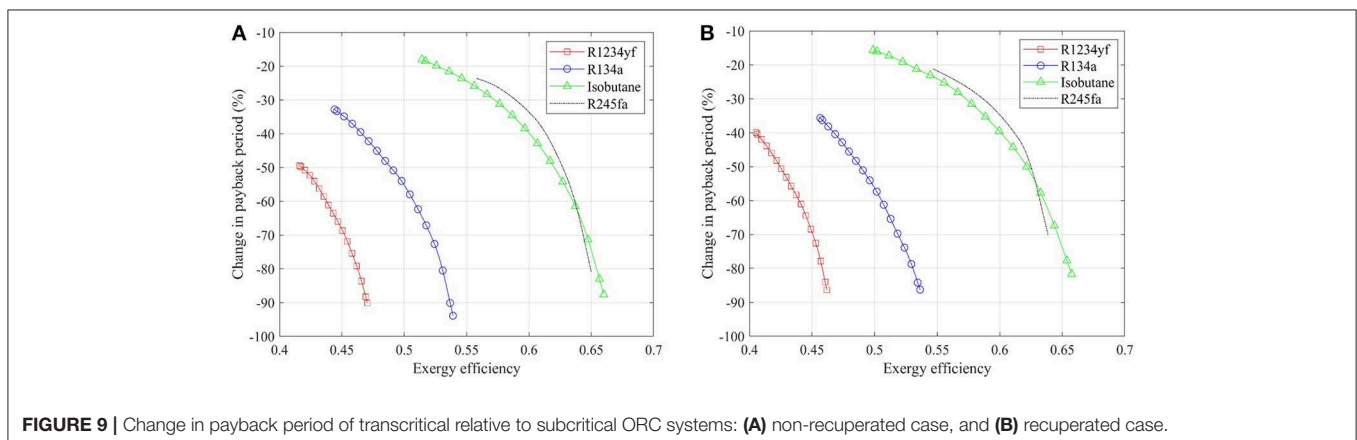 A
-10
-20
-30
-40
-50
-60
-70
-80
-90
-100
Change in payback period (%)
0.4 0.45 0.5 0.55 0.6 0.65 0.7
Exergy efficiency
R1234yf
R134a
Isobutane
R245fa
B
-10
-20
-30
-40
-50
-60
-70
-80
-90
-100
Change in payback period (%)
0.4 0.45 0.5 0.55 0.6 0.65 0.7
Exergy efficiency
R1234yf
R134a
Isobutane
R245fa
FIGURE 9 | Change in payback period of transcritical relative to subcritical ORC systems: (A) non-recuperated case, and (B) recuperated case.